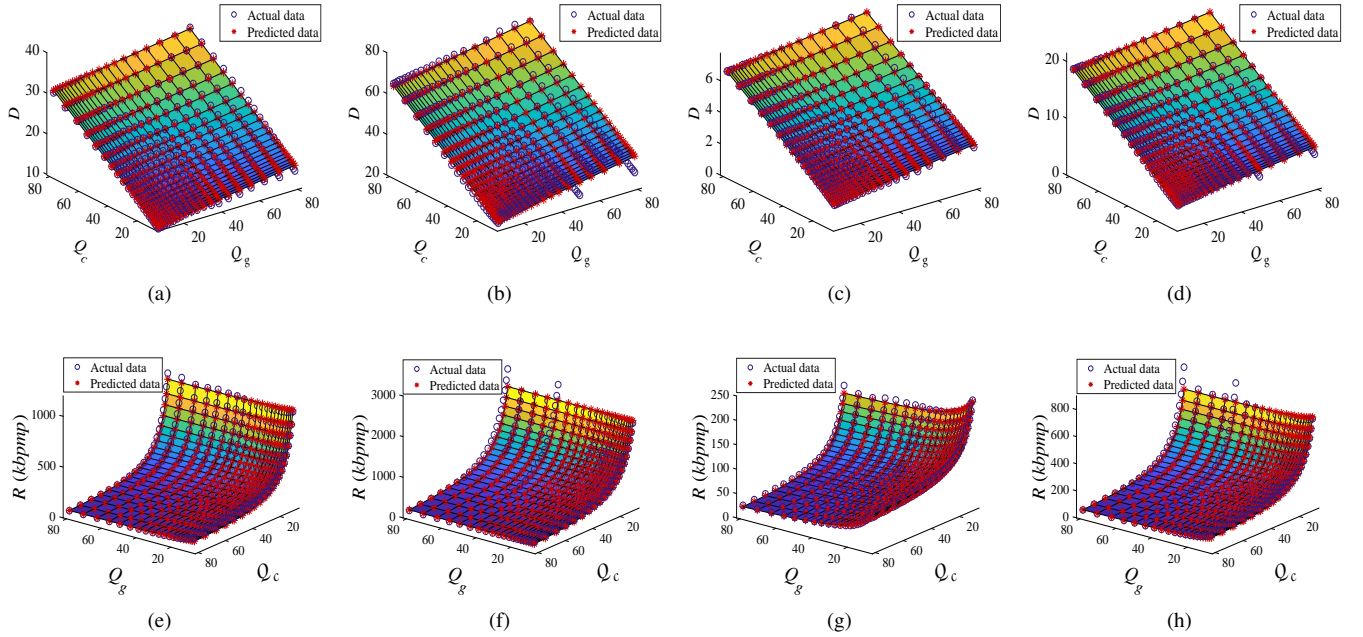 Actual data
Predicted data
40
30
20
10
D
80
60
40
20
Q_c
20
40
60
80
Q_g
(a)
Actual data
Predicted data
80
60
40
20
D
80
60
40
20
Q_c
20
40
60
80
Q_g
(b)
Actual data
Predicted data
6
4
2
0
D
80
60
40
20
Q_c
20
40
60
80
Q_g
(c)
Actual data
Predicted data
20
10
0
D
80
60
40
20
Q_c
20
40
60
80
Q_g
(d)
Actual data
Predicted data
1000
500
0
R (kbpmp)
80
60
40
20
Q_g
80
60
40
20
Q_c
(e)
Actual data
Predicted data
3000
2000
1000
0
R (kbpmp)
80
60
40
20
Q_g
80
60
40
20
Q_c
(f)
Actual data
Predicted data
250
200
150
100
50
0
R (kbpmp)
80
60
40
20
Q_g
80
60
40
20
Q_c
(g)
Actual data
Predicted data
800
600
400
200
0
R (kbpmp)
80
60
40
20
Q_g
80
60
40
20
Q_c
(h)